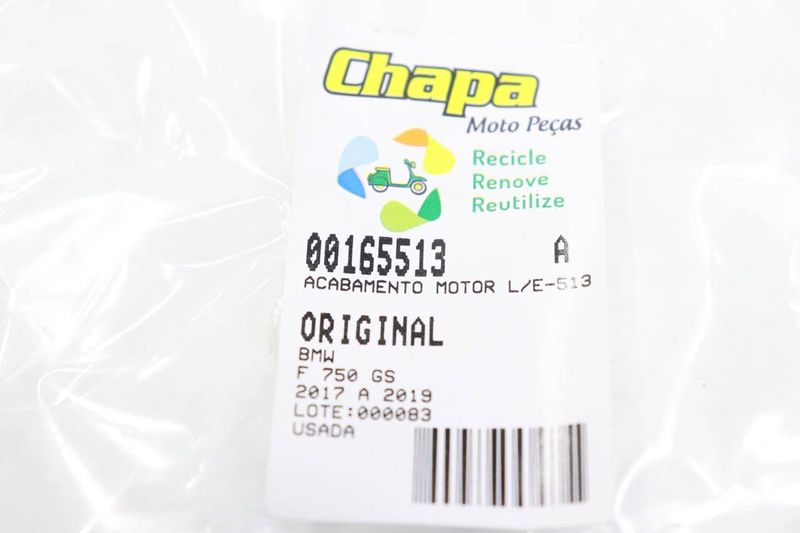 Chapa
Moto Peças
Recicle
Renove
Reutilize
00165513 A
ACABAMENTO MOTOR L/E-513
ORIGINAL
BMW
F 750 GS
2017 A 2019
LOTE:000083
USADA